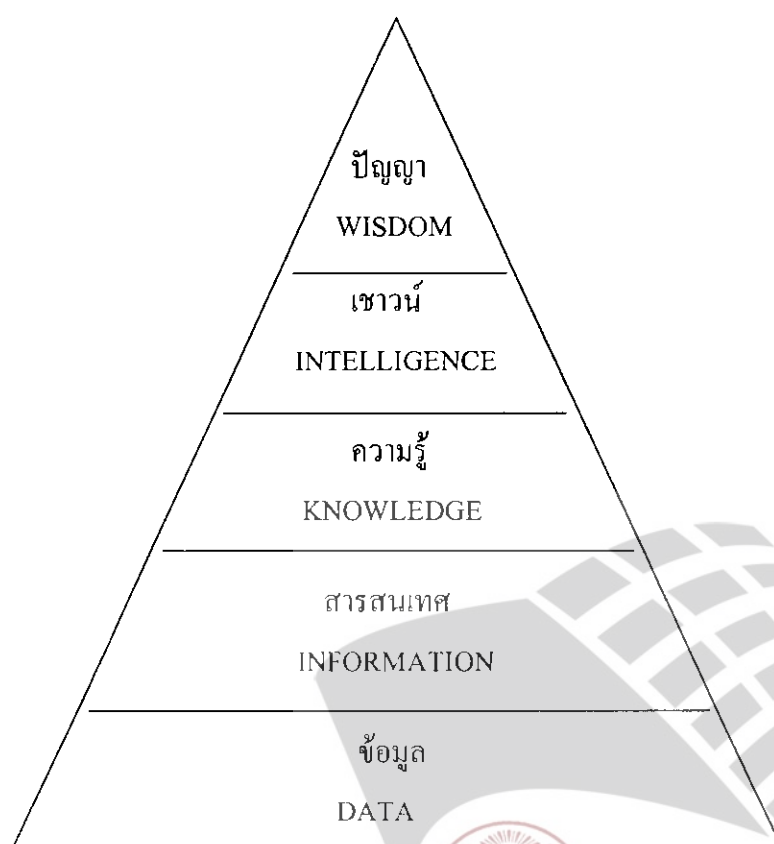 ปัญญา
WISDOM
เชาวน์
INTELLIGENCE
ความรู้
KNOWLEDGE
สารสนเทศ
INFORMATION
ข้อมูล
DATA